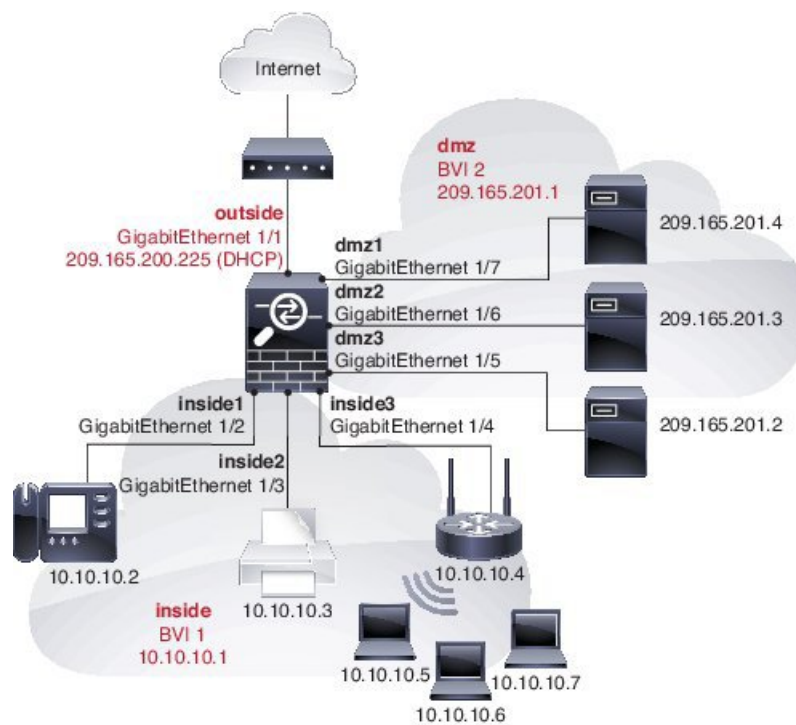 Internet
outside
GigabitEthernet 1/1
209.165.200.225 (DHCP)
dmz
BVI 2
209.165.201.1
dmz1
GigabitEthernet 1/7
209.165.201.4
dmz2
GigabitEthernet 1/6
209.165.201.3
dmz3
GigabitEthernet 1/5
209.165.201.2
inside1
GigabitEthernet 1/2
inside2
GigabitEthernet 1/3
inside3
GigabitEthernet 1/4
10.10.10.2
10.10.10.3
10.10.10.4
inside
BVI 1
10.10.10.1
10.10.10.5
10.10.10.6
10.10.10.7